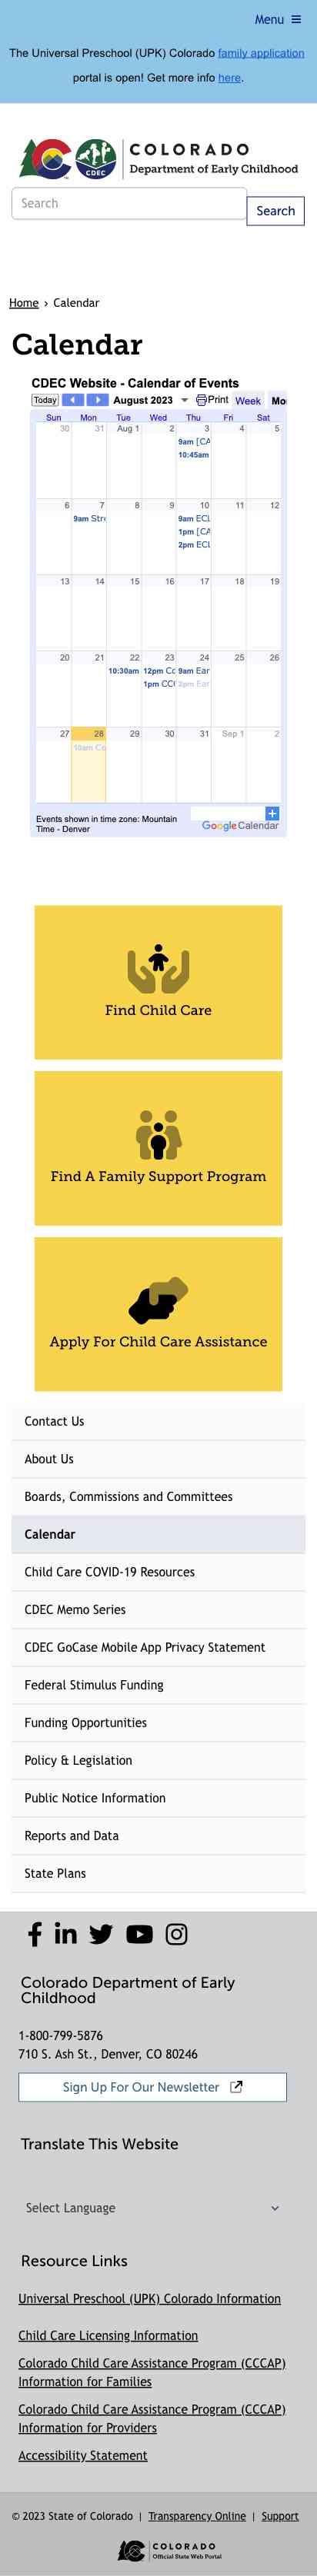 Menu
The Universal Preschool (UPK) Colorado family application
portal is open! Get more info here.
COLORADO
Department of Early Childhood
CDEC
Search
Search
Home › Calendar
Calendar
CDEC Website - Calendar of Events
Today August 2023 Print Week
Sun Mon Tue Wed Thu Fri Sat
30 31 Aug 1 2 3 4 5
9am [CA
10:45am
6 7 8 9 10 11 12
9am Stre 9am ECL
1pm [CA
2pm ECL
13 14 15 16 17 18 19
20 21 22 23 24 25 26
10:30am 12pm Co 9am Ear
1pm CC 2pm Ear
27 28 29 30 31 Sep 1 2
10am Co
Events shown in time zone: Mountain
Time - Denver
Google Calendar
Find Child Care
Find A Family Support Program
Apply For Child Care Assistance
Contact Us
About Us
Boards, Commissions and Committees
Calendar
Child Care COVID-19 Resources
CDEC Memo Series
CDEC GoCase Mobile App Privacy Statement
Federal Stimulus Funding
Funding Opportunities
Policy & Legislation
Public Notice Information
Reports and Data
State Plans
Colorado Department of Early
Childhood
1-800-799-5876
710 S. Ash St., Denver, CO 80246
Sign Up For Our Newsletter
Translate This Website
Select Language
Resource Links
Universal Preschool (UPK) Colorado Information
Child Care Licensing Information
Colorado Child Care Assistance Program (CCCAP)
Information for Families
Colorado Child Care Assistance Program (CCCAP)
Information for Providers
Accessibility Statement
© 2023 State of Colorado | Transparency Online | Support
COLORADO
Official State Web Portal